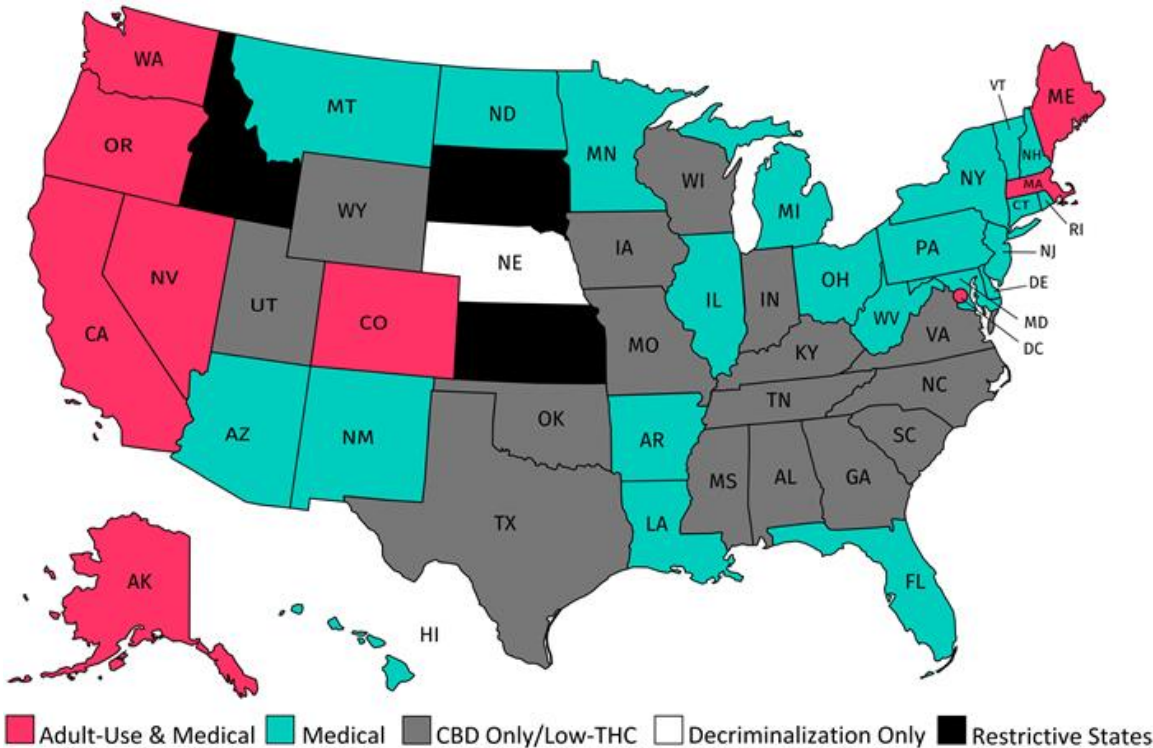 WA
MT
ND
MN
VT
ME
OR
NH
WI
NY
MA
WY
MI
CT
RI
IA
PA
NE
NJ
NV
OH
DE
UT
IL
IN
CO
WV
MD
CA
MO
VA
DC
KY
NC
TN
OK
AZ
NM
AR
SC
MS
AL
GA
TX
LA
AK
FL
HI
Adult-Use & Medical
Medical
CBD Only/Low-THC
Decriminalization Only
Restrictive States